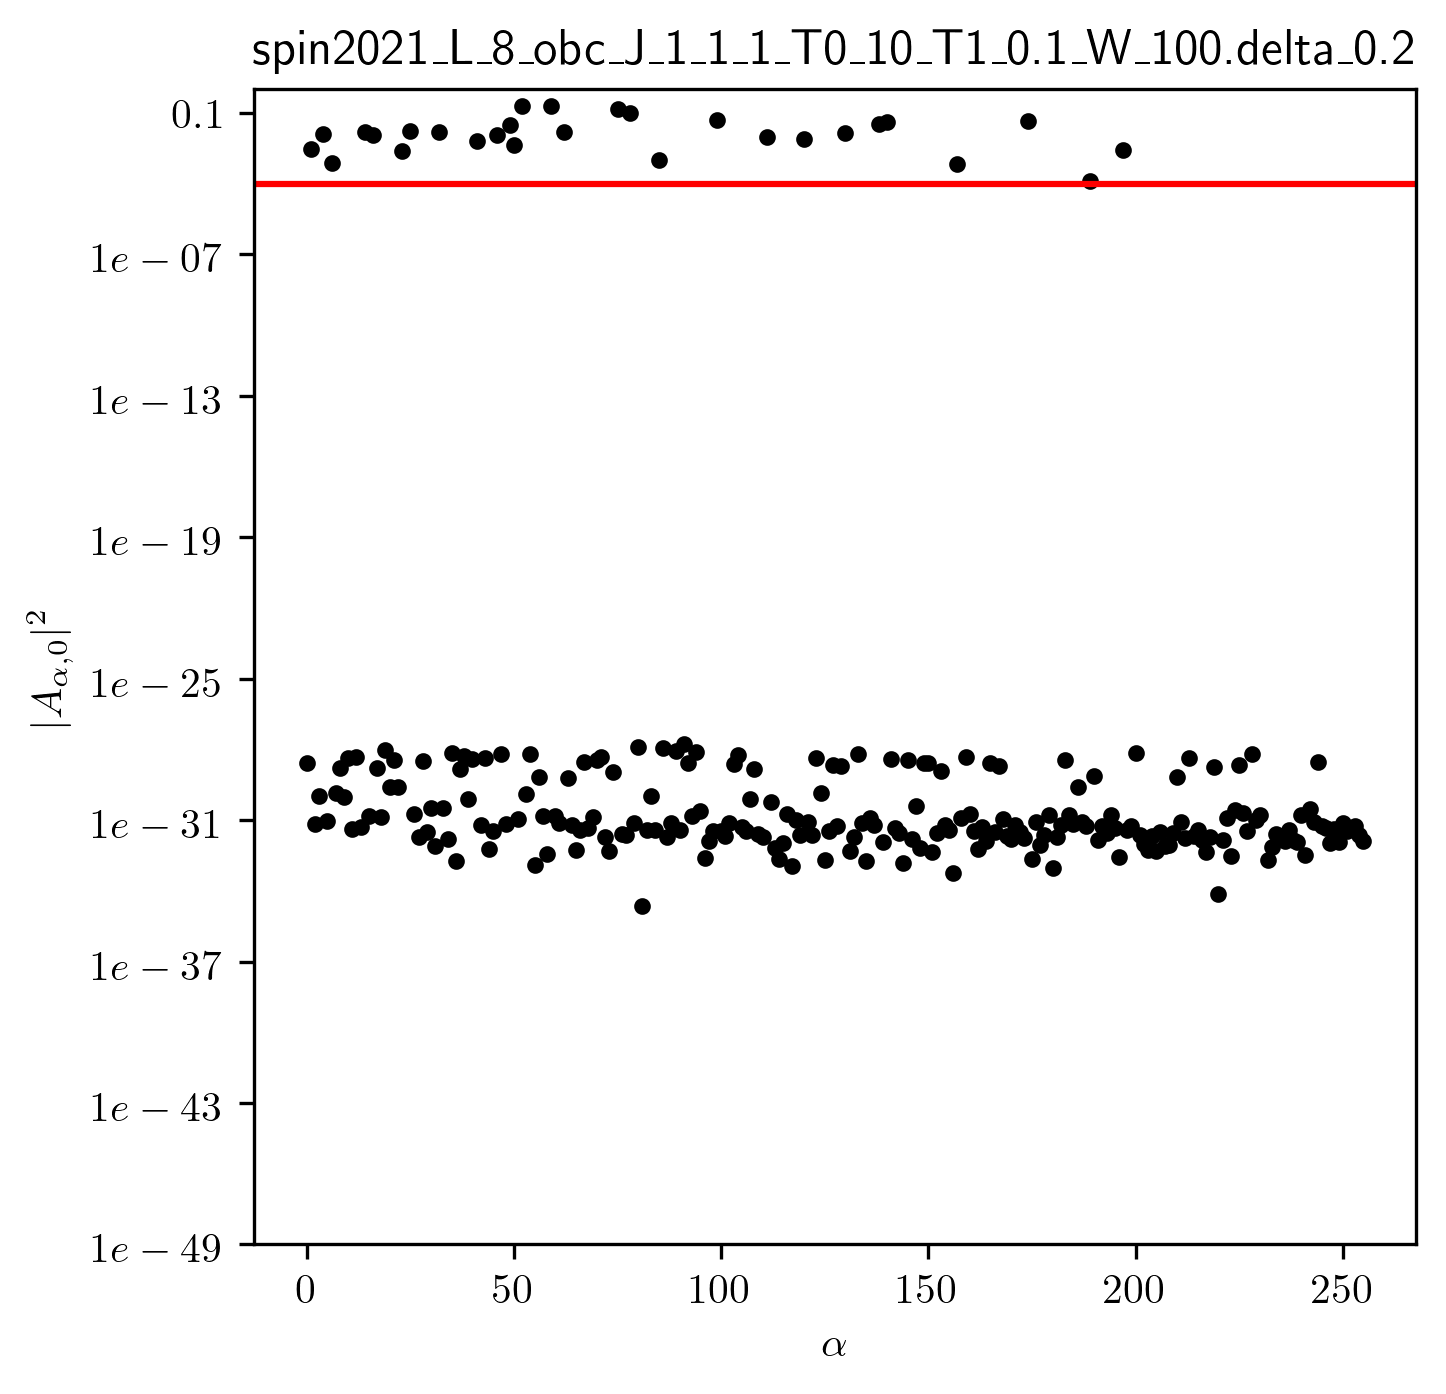 spin2021_L_8_obc_J_1_1_1_T0_10_T1_0.1_W_100.delta_0.2
0.1
1e − 07
1e − 13
1e − 19
1e − 25
1e − 31
1e − 37
1e − 43
1e − 49
|A_{α,0}|²
0 50 100 150 200 250
α